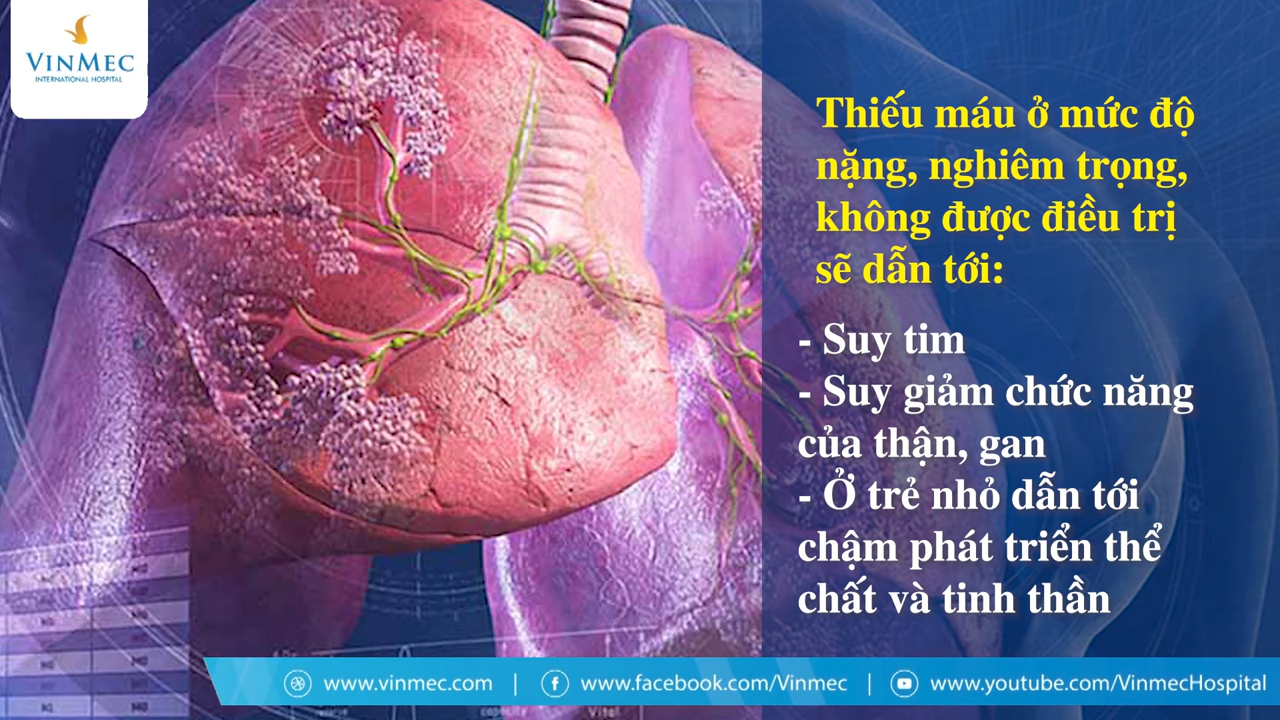 VINMEC
INTERNATIONAL HOSPITAL
Thiếu máu ở mức độ
nặng, nghiêm trọng,
không được điều trị
sẽ dẫn tới:
- Suy tim
- Suy giảm chức năng
của thận, gan
- Ở trẻ nhỏ dẫn tới
chậm phát triển thể
chất và tinh thần
www.vinmec.com | www.facebook.com/Vinmec | www.youtube.com/VinmecHospital